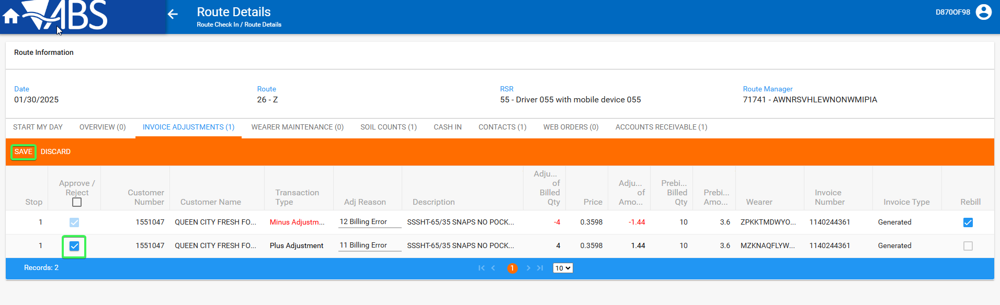 ABS
Route Details
Route Check In / Route Details
D870OF98
Route Information
Date
01/30/2025
Route
26 - Z
RSR
55 - Driver 055 with mobile device 055
Route Manager
71741 - AWNRSVHLEWNONWMIPIA
START MY DAY OVERVIEW (0) INVOICE ADJUSTMENTS (1) WEARER MAINTENANCE (0) SOIL COUNTS (1) CASH IN CONTACTS (1) WEB ORDERS (0) ACCOUNTS RECEIVABLE (1)
SAVE DISCARD
Stop
Approve /
Reject
Customer
Number
Customer Name
Transaction
Type
Adj Reason
Description
Adju...
of
Billed
Qty
Price
Adju...
of
Amo...
Prebi...
Billed
Qty
Prebi...
Amo...
Wearer
Invoice
Number
Invoice Type
Rebill
1 1551047 QUEEN CITY FRESH FO... Minus Adjustm... 12 Billing Error SSSHT-65/35 SNAPS NO POCK... -4 0.3598 -1.44 10 3.6 ZPKKTMDWYO... 1140244361 Generated
1 1551047 QUEEN CITY FRESH FO... Plus Adjustment 11 Billing Error SSSHT-65/35 SNAPS NO POCK... 4 0.3598 1.44 10 3.6 MZKNAQFLYW... 1140244361 Generated
Records: 2
1
10